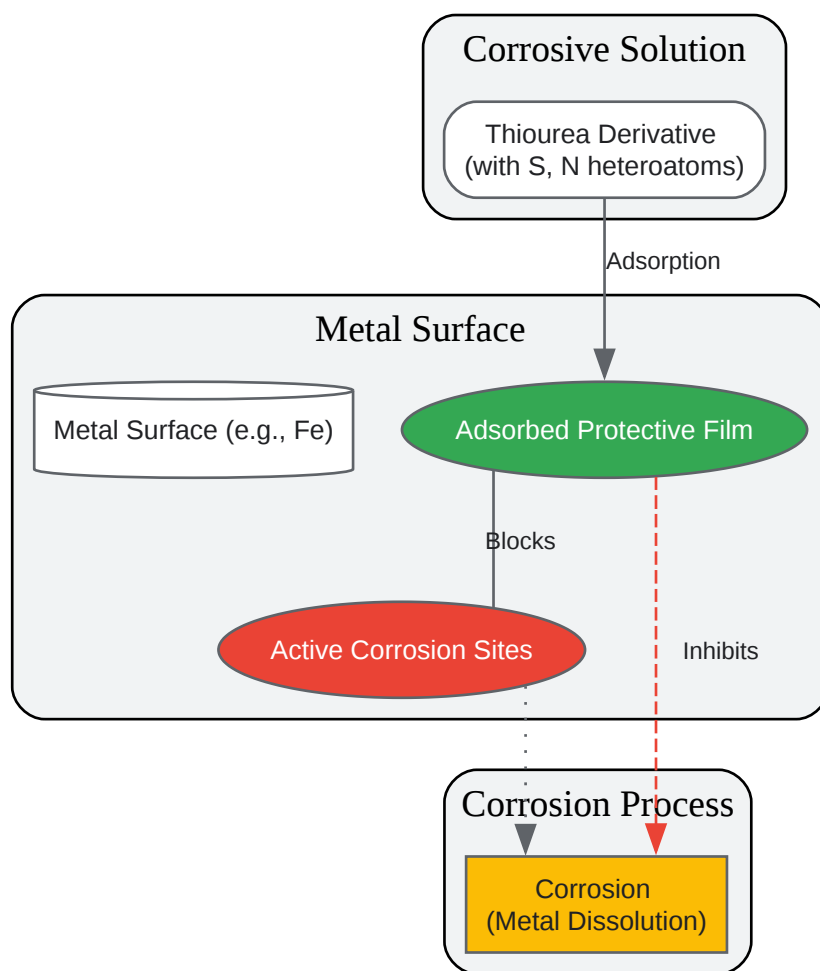 Corrosive Solution
Thiourea Derivative
(with S, N heteroatoms)
Adsorption
Metal Surface
Metal Surface (e.g., Fe)
Adsorbed Protective Film
Blocks
Active Corrosion Sites
Inhibits
Corrosion Process
Corrosion
(Metal Dissolution)